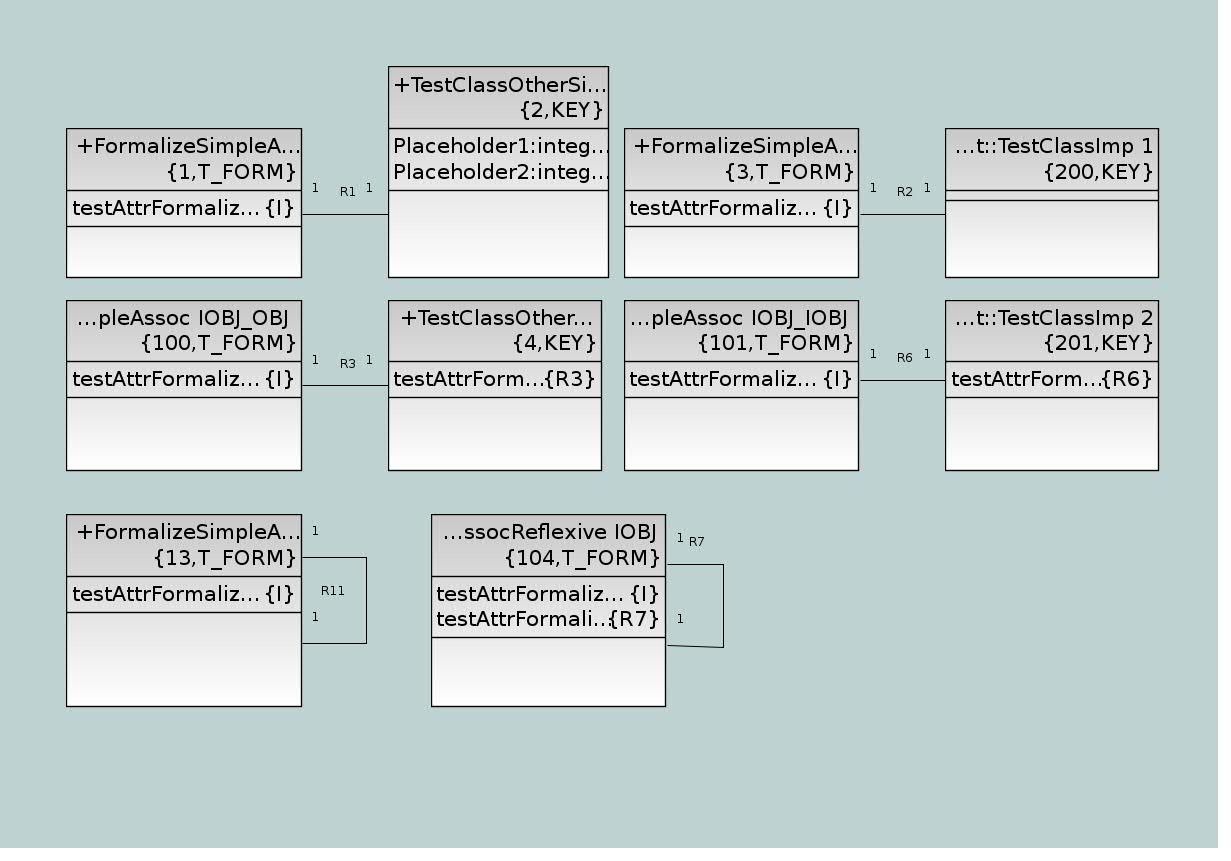 +TestClassOtherSi...
{2,KEY}
Placeholder1:integ...
Placeholder2:integ...
+FormalizeSimpleA...
{1,T_FORM}
testAttrFormaliz... {I}
1 R1 1
+FormalizeSimpleA...
{3,T_FORM}
testAttrFormaliz... {I}
1 R2 1
...t::TestClassImp 1
{200,KEY}
...pleAssoc IOBJ_OBJ
{100,T_FORM}
testAttrFormaliz... {I}
1 R3 1
+TestClassOther...
{4,KEY}
testAttrForm...{R3}
...pleAssoc IOBJ_IOBJ
{101,T_FORM}
testAttrFormaliz... {I}
1 R6 1
...t::TestClassImp 2
{201,KEY}
testAttrForm...{R6}
+FormalizeSimpleA...
{13,T_FORM}
testAttrFormaliz... {I}
1
R11
1
...ssocReflexive IOBJ
{104,T_FORM}
testAttrFormaliz... {I}
testAttrFormali...{R7}
1 R7
1